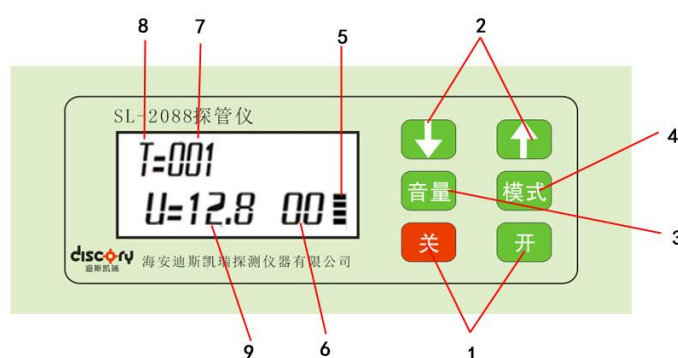 8 7 5 2
SL-2088探管仪
T=001
U=12.8 00
音量 模式 4
关 开 3
discory
迪斯凯瑞
海安迪斯凯瑞探测仪器有限公司
9 6 1